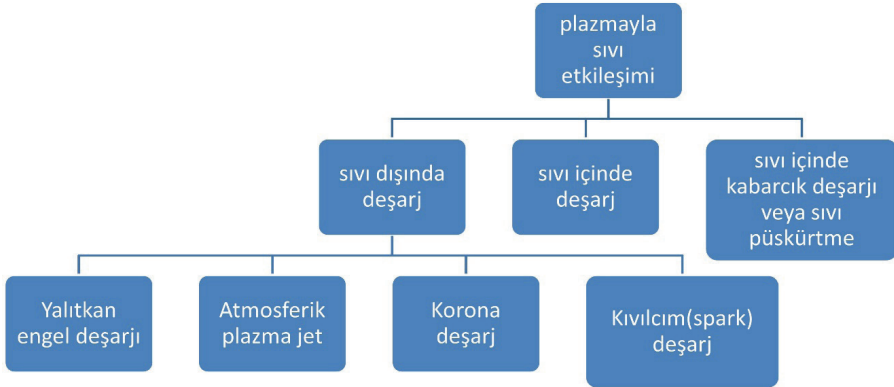 plazmayla
sıvı
etkileşimi
sıvı dışında
deşarj
sıvı içinde
deşarj
sıvı içinde
kabarcık deşarjı
veya sıvı
püskürtme
Yalıtkan
engel deşarjı
Atmosferik
plazma jet
Korona
deşarj
Kıvılcım(spark)
deşarj